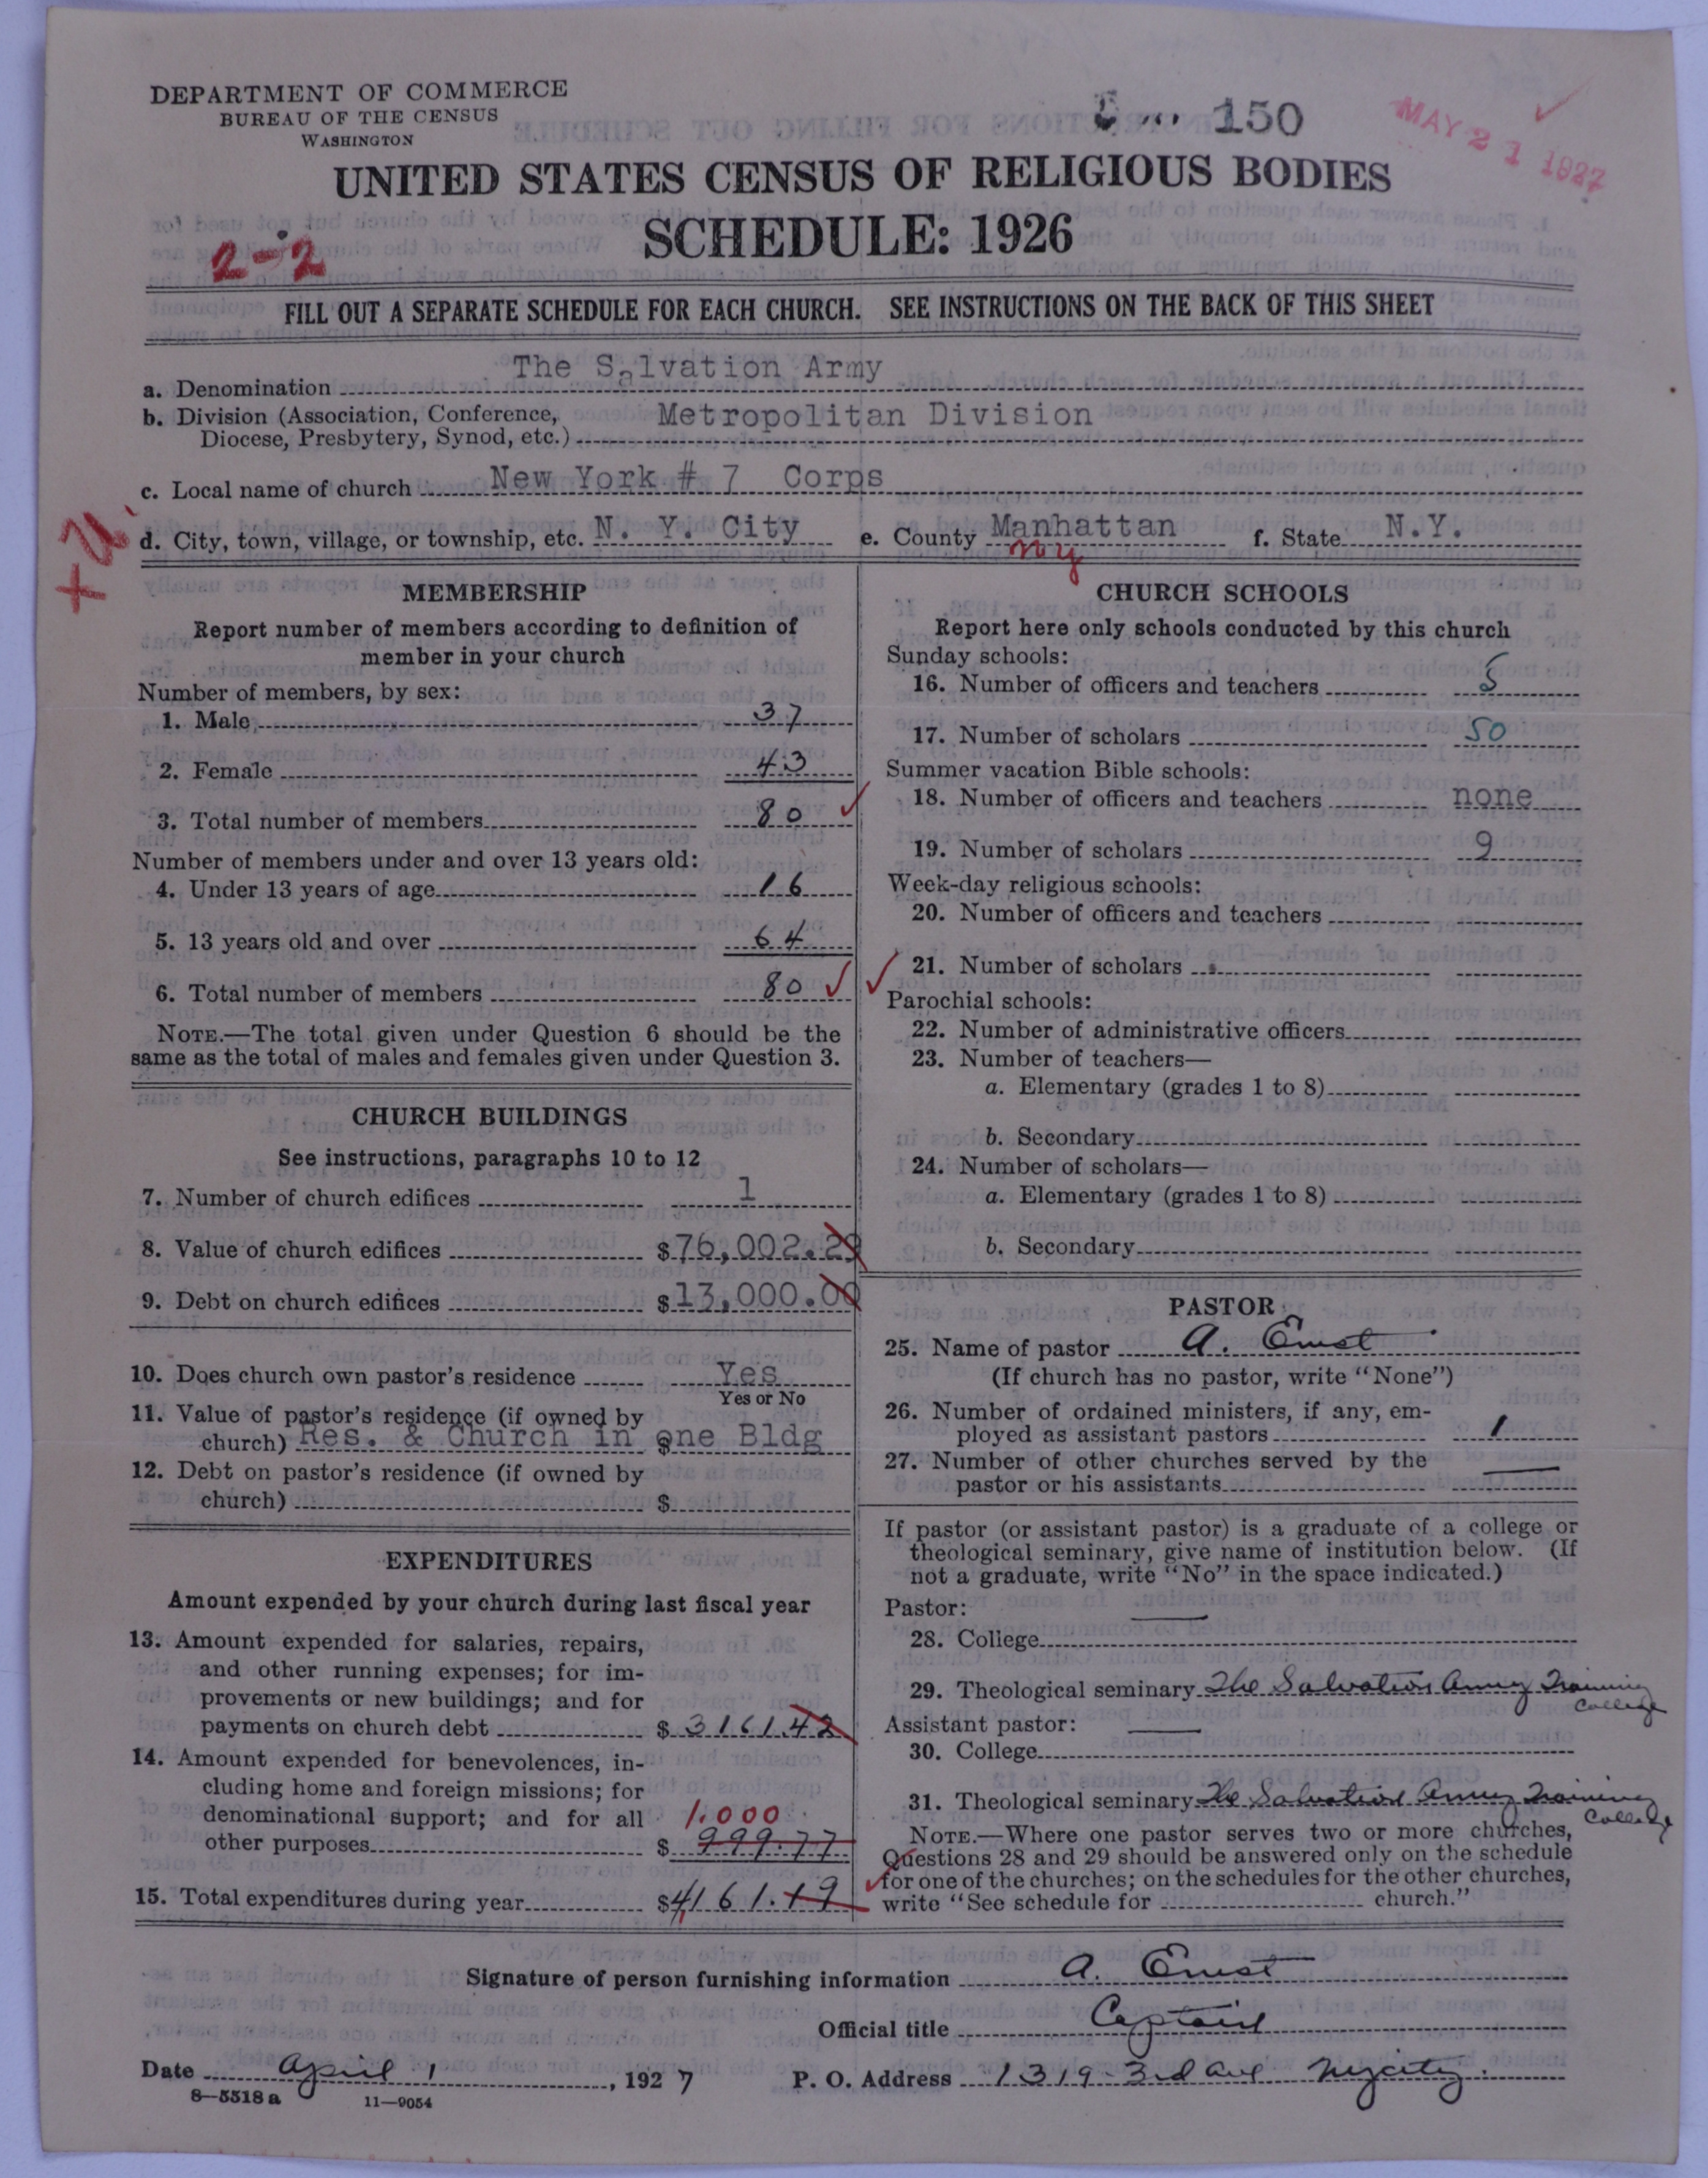 DEPARTMENT OF COMMERCE
BUREAU OF THE CENSUS
WASHINGTON
150
MAY 21 1927
UNITED STATES CENSUS OF RELIGIOUS BODIES
SCHEDULE: 1926
2-2
FILL OUT A SEPARATE SCHEDULE FOR EACH CHURCH. SEE INSTRUCTIONS ON THE BACK OF THIS SHEET
a. Denomination The Salvation Army
b. Division (Association, Conference, Diocese, Presbytery, Synod, etc.) Metropolitan Division
c. Local name of church New York # 7 Corps
d. City, town, village, or township, etc. N. Y. City e. County Manhattan f. State N.Y.
ny
MEMBERSHIP
Report number of members according to definition of
member in your church
Number of members, by sex:
1. Male 37
2. Female 43
3. Total number of members 80
Number of members under and over 13 years old:
4. Under 13 years of age 16
5. 13 years old and over 64
6. Total number of members 80
NOTE.—The total given under Question 6 should be the
same as the total of males and females given under Question 3.
CHURCH BUILDINGS
See instructions, paragraphs 10 to 12
7. Number of church edifices 1
8. Value of church edifices $76,002.29
9. Debt on church edifices $13,000.00
10. Does church own pastor's residence Yes
Yes or No
11. Value of pastor's residence (if owned by
church) Res. & Church in one Bldg $
12. Debt on pastor's residence (if owned by
church) $
EXPENDITURES
Amount expended by your church during last fiscal year
13. Amount expended for salaries, repairs,
and other running expenses; for im-
provements or new buildings; and for
payments on church debt $3161.42
14. Amount expended for benevolences, in-
cluding home and foreign missions; for
denominational support; and for all 1.000
other purposes $999.77
15. Total expenditures during year $4,161.19
CHURCH SCHOOLS
Report here only schools conducted by this church
Sunday schools:
16. Number of officers and teachers 5
17. Number of scholars 50
Summer vacation Bible schools:
18. Number of officers and teachers none
19. Number of scholars 9
Week-day religious schools:
20. Number of officers and teachers
21. Number of scholars
Parochial schools:
22. Number of administrative officers
23. Number of teachers—
a. Elementary (grades 1 to 8)
b. Secondary
24. Number of scholars—
a. Elementary (grades 1 to 8)
b. Secondary
PASTOR
25. Name of pastor A. Ernst
(If church has no pastor, write "None")
26. Number of ordained ministers, if any, em-
ployed as assistant pastors 1
27. Number of other churches served by the
pastor or his assistants —
If pastor (or assistant pastor) is a graduate of a college or
theological seminary, give name of institution below. (If
not a graduate, write "No" in the space indicated.)
Pastor:
28. College —
29. Theological seminary The Salvation Army Training College
Assistant pastor:
30. College —
31. Theological seminary The Salvation Army Training College
NOTE.—Where one pastor serves two or more churches,
Questions 28 and 29 should be answered only on the schedule
for one of the churches; on the schedules for the other churches,
write "See schedule for church."
Signature of person furnishing information A. Ernst
Official title Captain
Date April 1, 1927 P. O. Address 1319-3rd ave nycity.
8—5518a 11—9054